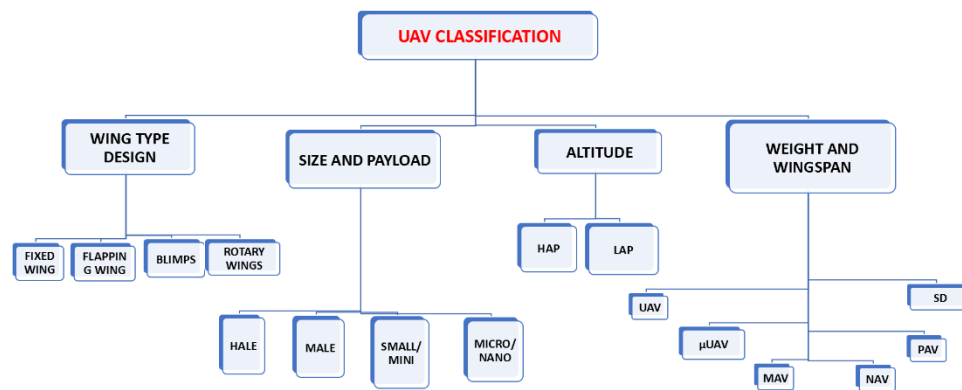 UAV CLASSIFICATION
WING TYPE
DESIGN
SIZE AND PAYLOAD
ALTITUDE
WEIGHT AND
WINGSPAN
FIXED
WING
FLAPPIN
G WING
BLIMPS
ROTARY
WINGS
HAP
LAP
HALE
MALE
SMALL/
MINI
MICRO/
NANO
UAV
SD
µUAV
PAV
MAV
NAV